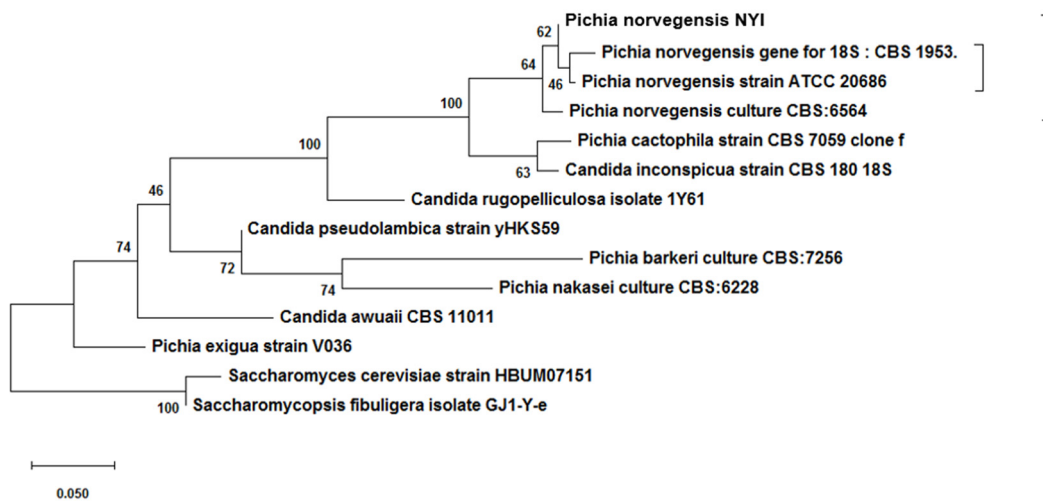 Pichia norvegensis NYI
62
Pichia norvegensis gene for 18S : CBS 1953.
64
46
Pichia norvegensis strain ATCC 20686
100
Pichia norvegensis culture CBS:6564
Pichia cactophila strain CBS 7059 clone f
100
63
Candida inconspicua strain CBS 180 18S
46
Candida rugopelliculosa isolate 1Y61
Candida pseudolambica strain yHKS59
74
72
Pichia barkeri culture CBS:7256
74
Pichia nakasei culture CBS:6228
Candida awuaii CBS 11011
Pichia exigua strain V036
Saccharomyces cerevisiae strain HBUM07151
100
Saccharomycopsis fibuligera isolate GJ1-Y-e
0.050